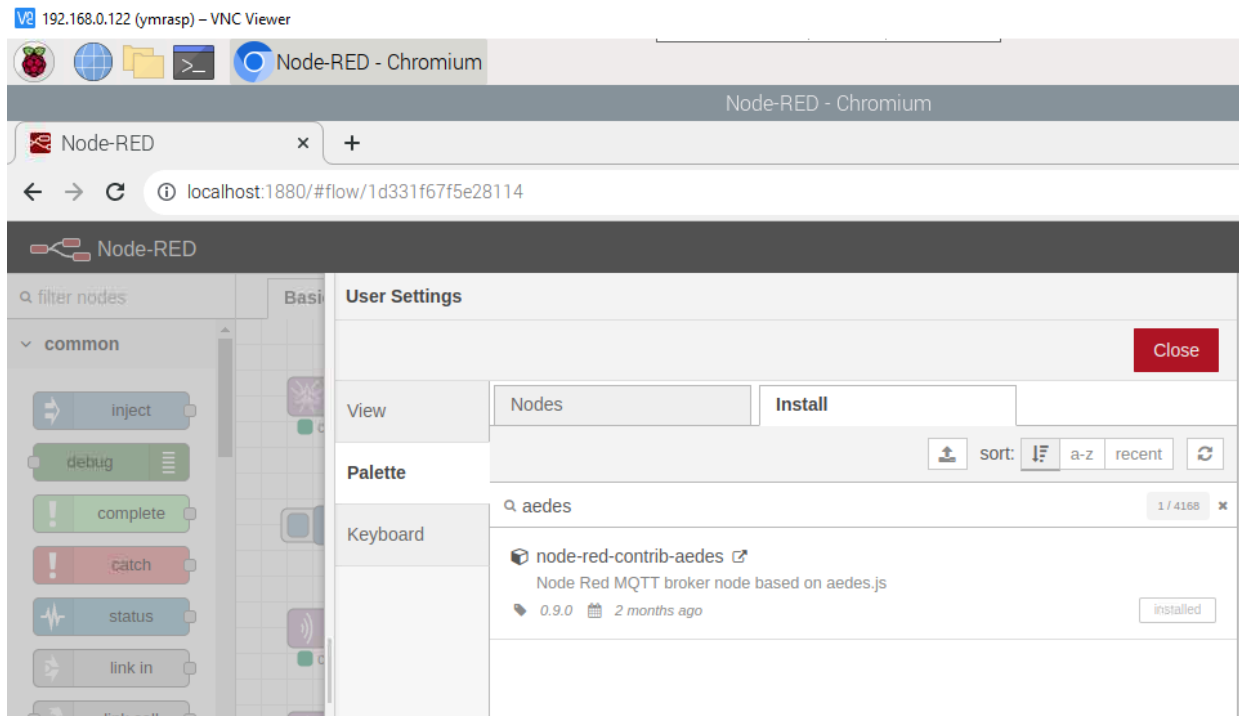 192.168.0.122 (ymrasp) – VNC Viewer
Node-RED - Chromium
Node-RED - Chromium
Node-RED
localhost:1880/#flow/1d331f67f5e28114
Node-RED
filter nodes
Basi
User Settings
common
Close
inject
View
Nodes
Install
debug
Palette
sort:
a-z
recent
complete
aedes
1 / 4168
Keyboard
catch
node-red-contrib-aedes
Node Red MQTT broker node based on aedes.js
status
0.9.0
2 months ago
installed
link in